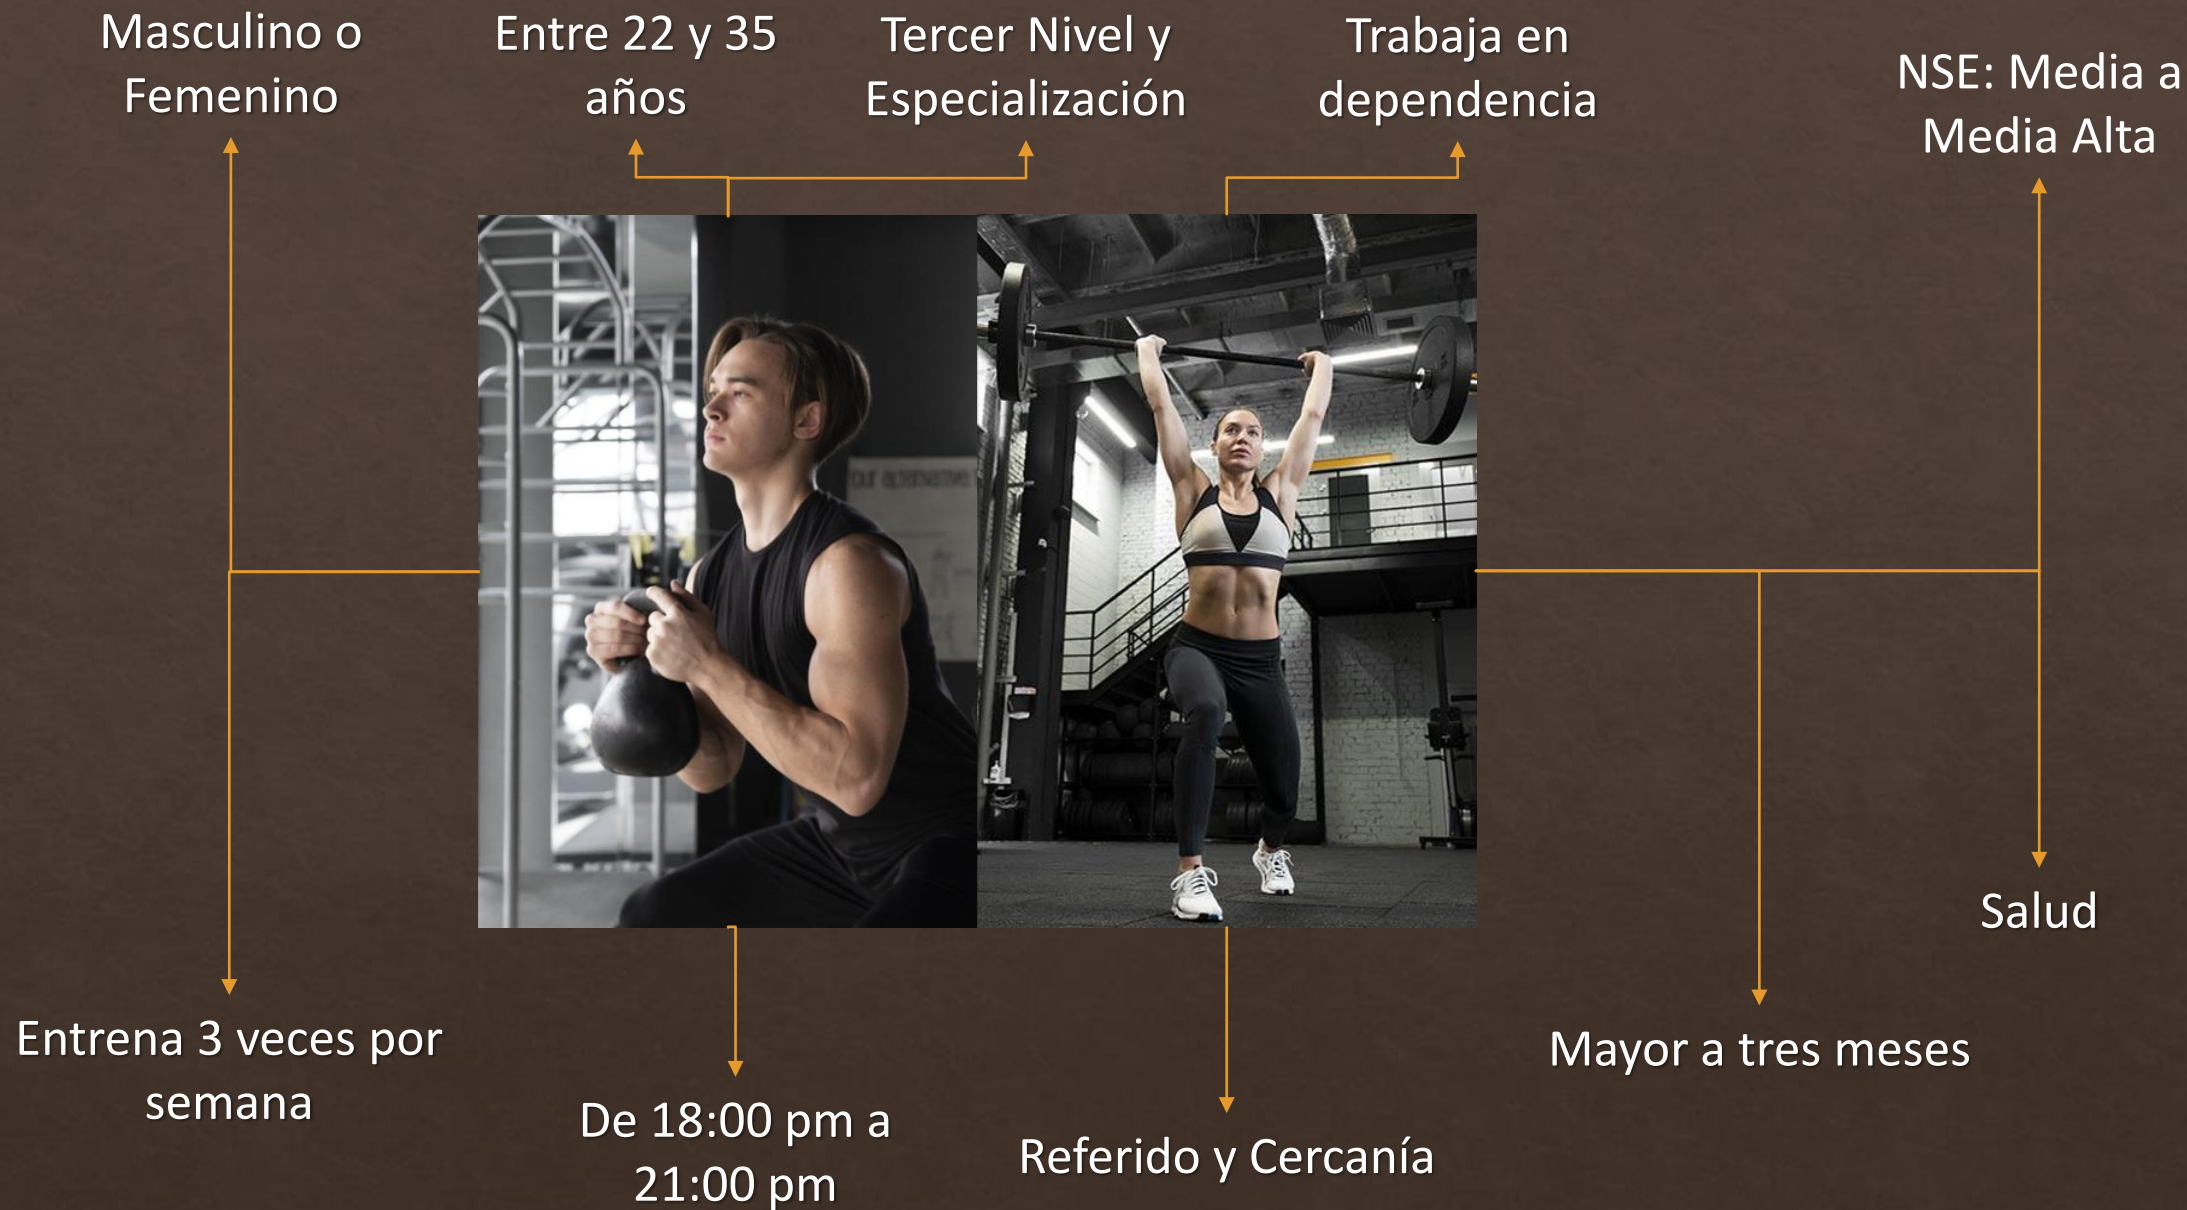 Masculino o
Femenino
Entre 22 y 35
años
Tercer Nivel y
Especialización
Trabaja en
dependencia
NSE: Media a
Media Alta
Salud
Entrena 3 veces por
semana
De 18:00 pm a
21:00 pm
Referido y Cercanía
Mayor a tres meses